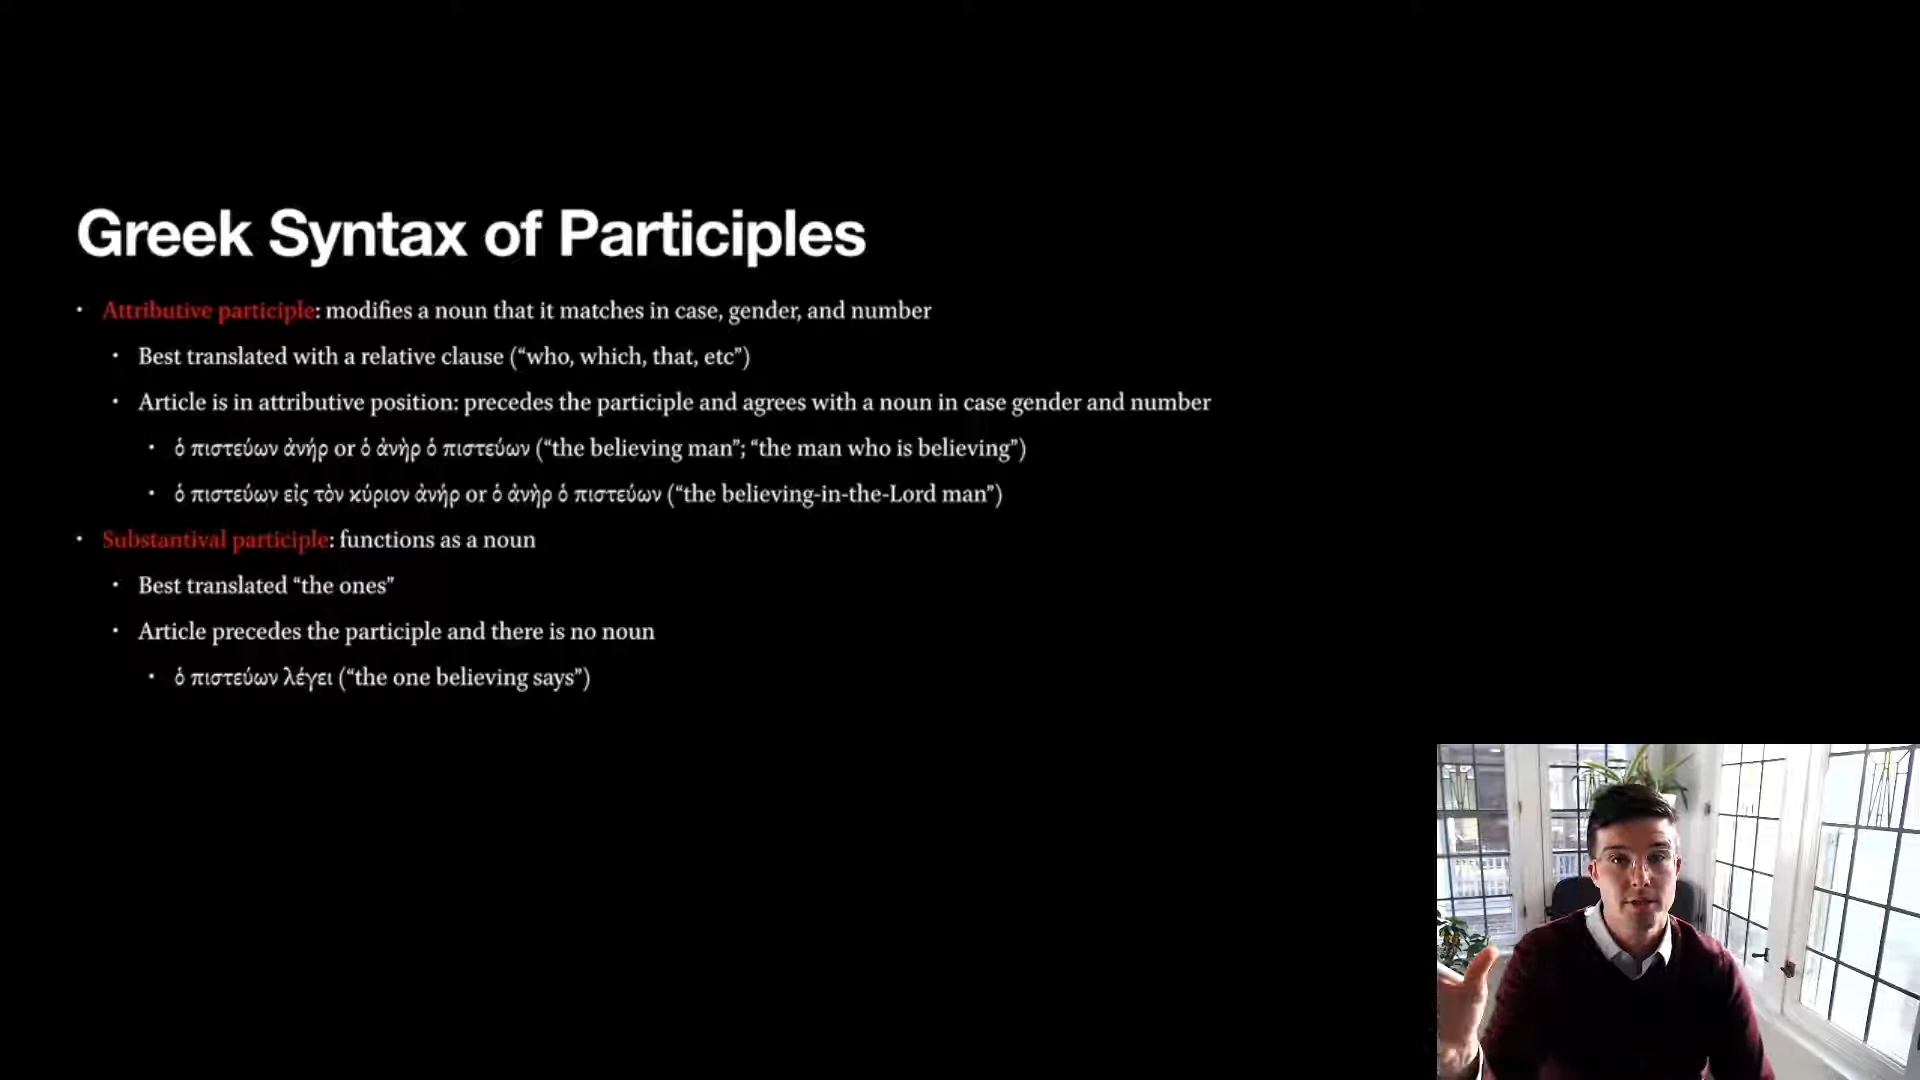 Greek Syntax of Participles
• Attributive participle: modifies a noun that it matches in case, gender, and number
• Best translated with a relative clause (“who, which, that, etc”)
• Article is in attributive position: precedes the participle and agrees with a noun in case gender and number
• ὁ πιστεύων ἀνήρ or ὁ ἀνὴρ ὁ πιστεύων (“the believing man”; “the man who is believing”)
• ὁ πιστεύων εἰς τὸν κύριον ἀνήρ or ὁ ἀνὴρ ὁ πιστεύων (“the believing-in-the-Lord man”)
• Substantival participle: functions as a noun
• Best translated “the ones”
• Article precedes the participle and there is no noun
• ὁ πιστεύων λέγει (“the one believing says”)